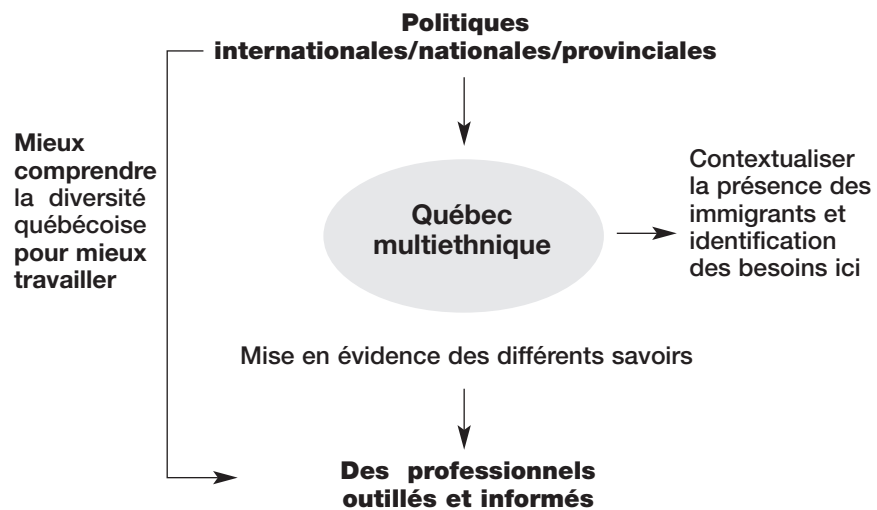 Politiques
internationales/nationales/provinciales
Mieux
comprendre
la diversité
québécoise
pour mieux
travailler
Québec
multiethnique
Contextualiser
la présence des
immigrants et
identification
des besoins ici
Mise en évidence des différents savoirs
Des professionnels
outillés et informés